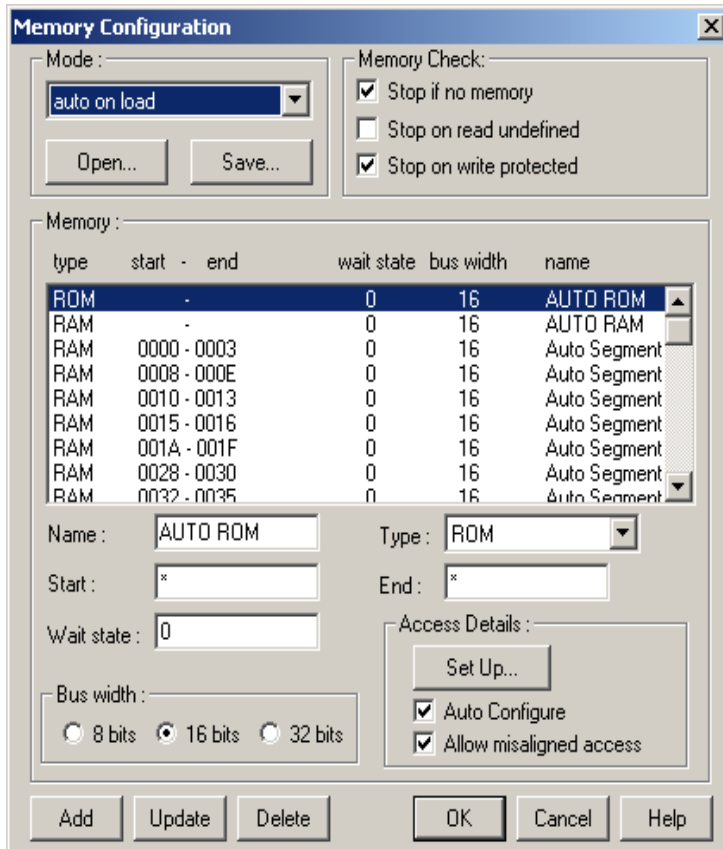 Memory Configuration
Mode :
auto on load
Open...
Save...
Memory Check:
Stop if no memory
Stop on read undefined
Stop on write protected
Memory :
type start - end wait state bus width name
ROM - 0 16 AUTO ROM
RAM - 0 16 AUTO RAM
RAM 0000 - 0003 0 16 Auto Segment
RAM 0008 - 000E 0 16 Auto Segment
RAM 0010 - 0013 0 16 Auto Segment
RAM 0015 - 0016 0 16 Auto Segment
RAM 001A - 001F 0 16 Auto Segment
RAM 0028 - 0030 0 16 Auto Segment
RAM 0032 - 0035 0 16 Auto Segment
Name : AUTO ROM Type : ROM
Start : * End : *
Wait state : 0
Access Details :
Set Up...
Auto Configure
Allow misaligned access
Bus width :
8 bits 16 bits 32 bits
Add Update Delete OK Cancel Help